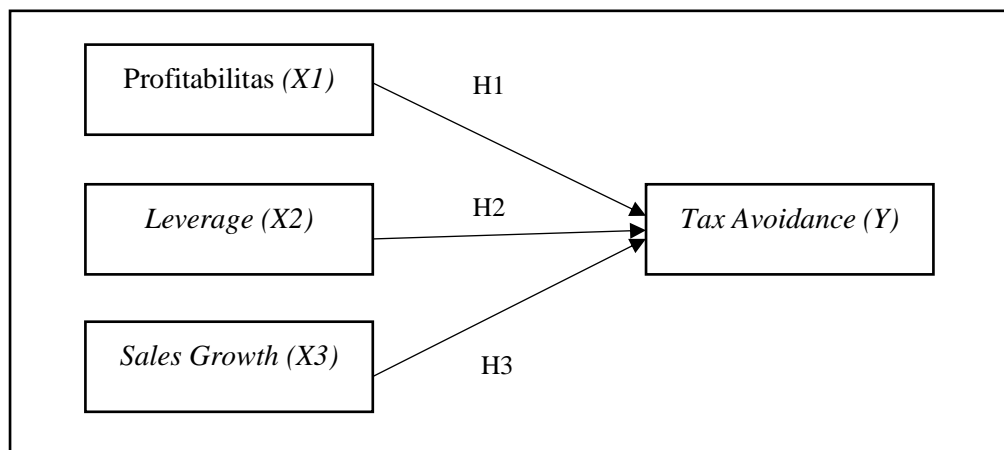 Profitabilitas (X1)
H1
Leverage (X2)
H2
Tax Avoidance (Y)
Sales Growth (X3)
H3